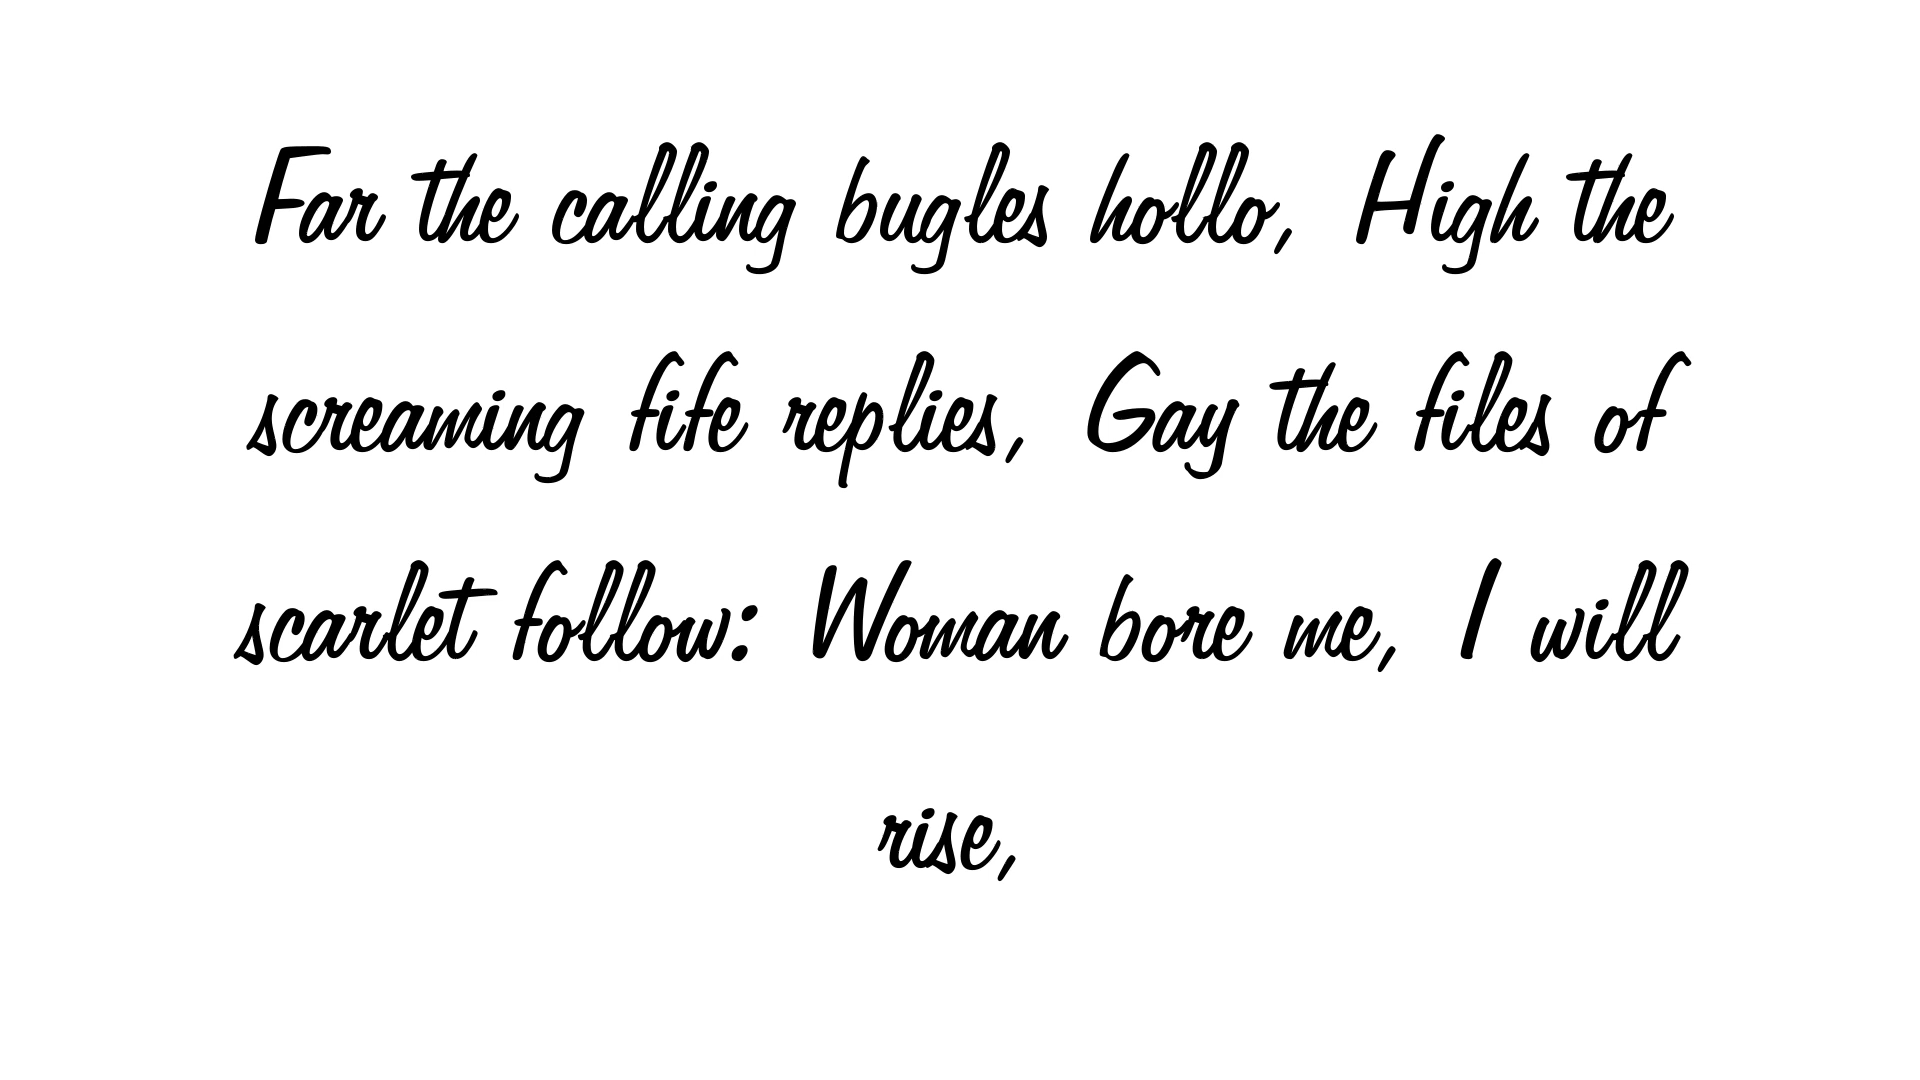 Far the calling bugles hollo, High the
screaming fife replies, Gay the files of
scarlet follow: Woman bore me, I will
rise,